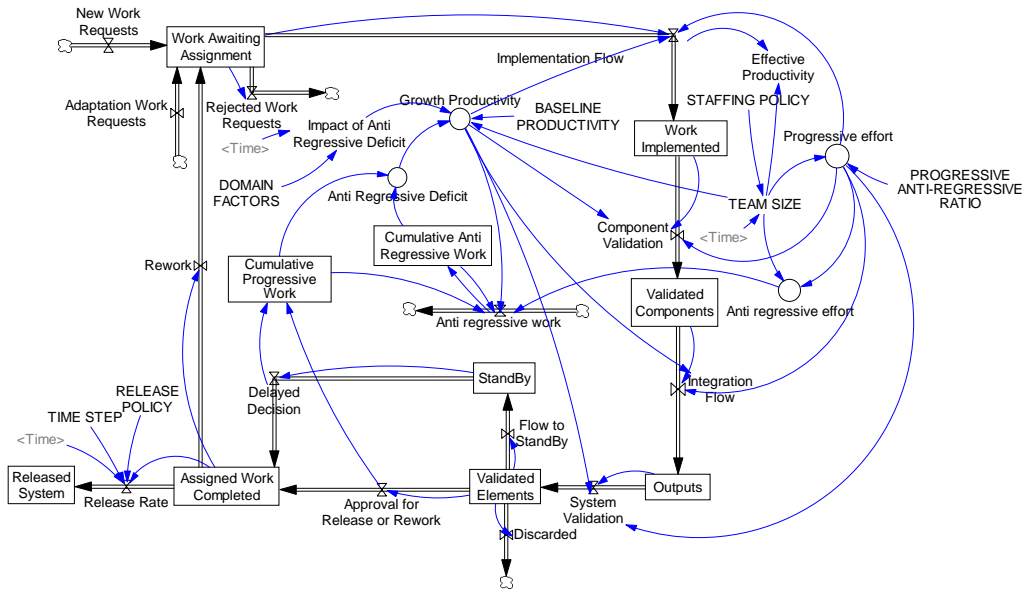 New Work
Requests
Work Awaiting
Assignment
Implementation Flow
Effective
Productivity
Adaptation Work
Requests
Rejected Work
Requests
<Time>
Impact of Anti
Regressive Deficit
Growth Productivity
BASELINE
PRODUCTIVITY
STAFFING POLICY
Work
Implemented
Progressive effort
PROGRESSIVE
ANTI-REGRESSIVE
RATIO
DOMAIN
FACTORS
Anti Regressive Deficit
TEAM SIZE
<Time>
Component
Validation
Cumulative Anti
Regressive Work
Rework
Cumulative
Progressive
Work
Validated
Components
Anti regressive effort
Anti regressive work
StandBy
Delayed
Decision
Integration
Flow
RELEASE
POLICY
TIME STEP
<Time>
Flow to
StandBy
Released
System
Release Rate
Assigned Work
Completed
Approval for
Release or Rework
Validated
Elements
System
Validation
Outputs
Discarded